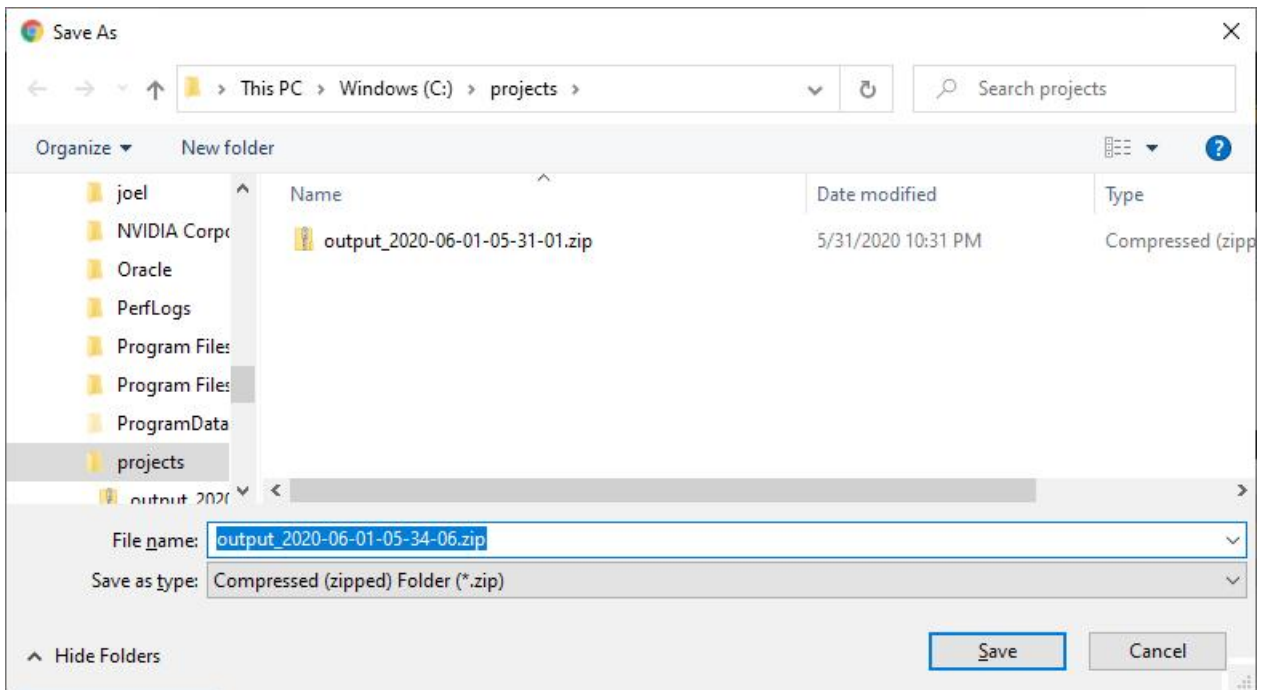 Save As
This PC > Windows (C:) > projects >
Search projects
Organize
New folder
Name
Date modified
Type
joel
NVIDIA Corpo
Oracle
PerfLogs
Program Files
Program Files
ProgramData
projects
output_2020
output_2020-06-01-05-31-01.zip
5/31/2020 10:31 PM
Compressed (zipp
File name: output_2020-06-01-05-34-06.zip
Save as type: Compressed (zipped) Folder (*.zip)
Hide Folders
Save
Cancel